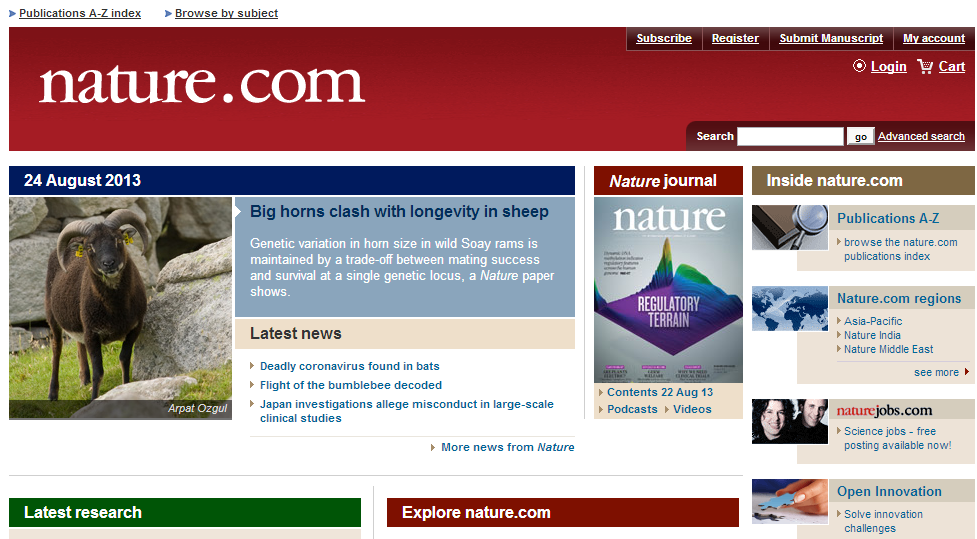 Publications A-Z index
Browse by subject
Subscribe
Register
Submit Manuscript
My account
nature.com
Login
Cart
Search
go
Advanced search
24 August 2013
Big horns clash with longevity in sheep
Genetic variation in horn size in wild Soay rams is
maintained by a trade-off between mating success
and survival at a single genetic locus, a Nature paper
shows.
Arpat Ozgul
Latest news
Deadly coronavirus found in bats
Flight of the bumblebee decoded
Japan investigations allege misconduct in large-scale
clinical studies
More news from Nature
Nature journal
nature
REGULATORY
TERRAIN
Contents 22 Aug 13
Podcasts
Videos
Inside nature.com
Publications A-Z
browse the nature.com
publications index
Nature.com regions
Asia-Pacific
Nature India
Nature Middle East
see more
naturejobs.com
Science jobs - free
posting available now!
Open Innovation
Solve innovation
challenges
Latest research
Explore nature.com